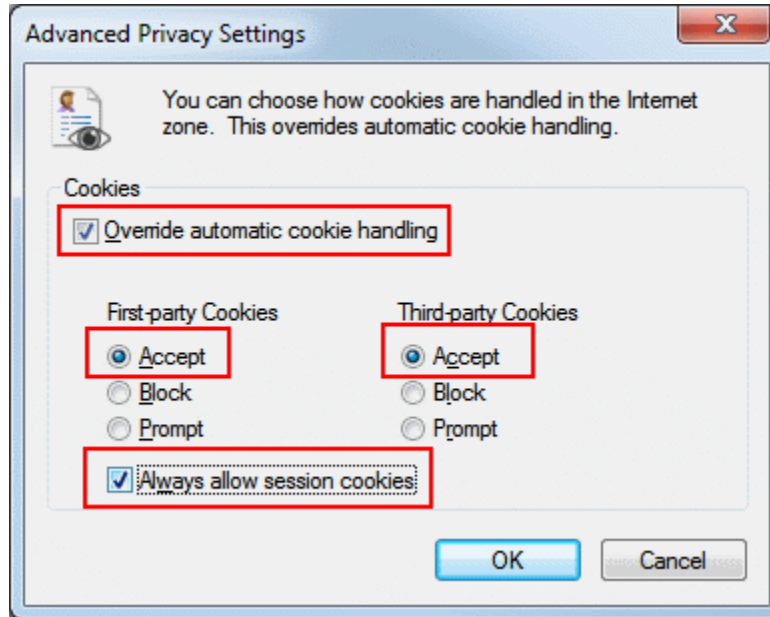 Advanced Privacy Settings
You can choose how cookies are handled in the Internet
zone. This overrides automatic cookie handling.
Cookies
Override automatic cookie handling
First-party Cookies Third-party Cookies
Accept Accept
Block Block
Prompt Prompt
Always allow session cookies
OK Cancel